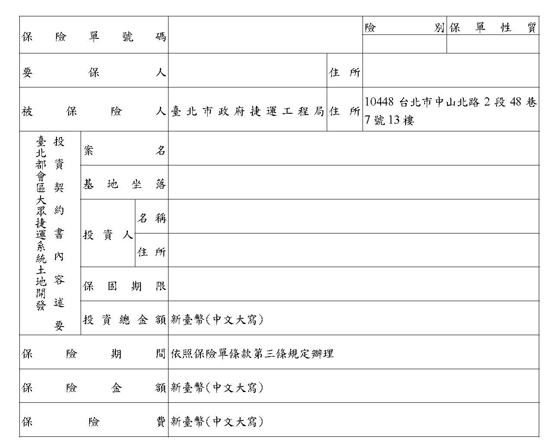 保險單號碼
險別 保單性質
要保人 住所
被保險人 臺北市政府捷運工程局 住所 10448 台北市中山北路 2 段 48 巷
7 號 13 樓
臺北都會區大眾捷運系統土地開發
投資契約書內容述要
案名
基地坐落
投資人 名稱
住所
保固期限
投資總金額 新臺幣(中文大寫)
保險期間 依照保險單條款第三條規定辦理
保險金額 新臺幣(中文大寫)
保險費 新臺幣(中文大寫)